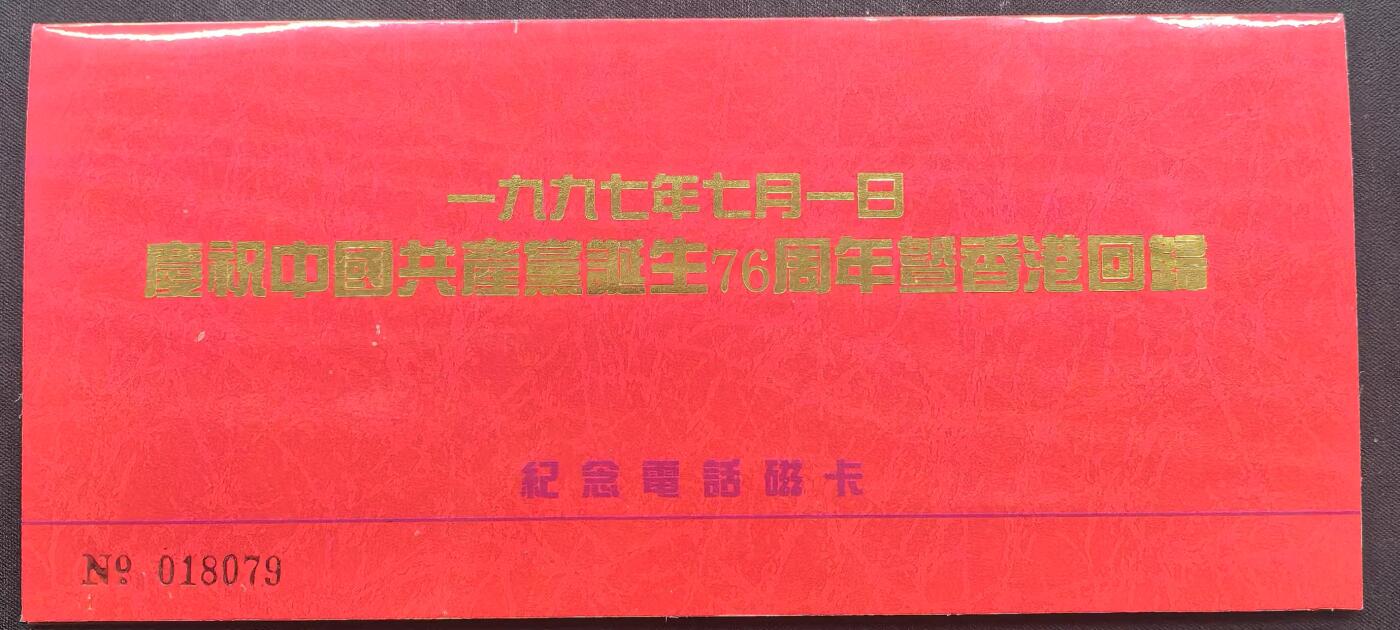 一九九七年七月一日
慶祝中國共產黨誕生76周年暨香港回歸
紀念電話磁卡
Nº 018079